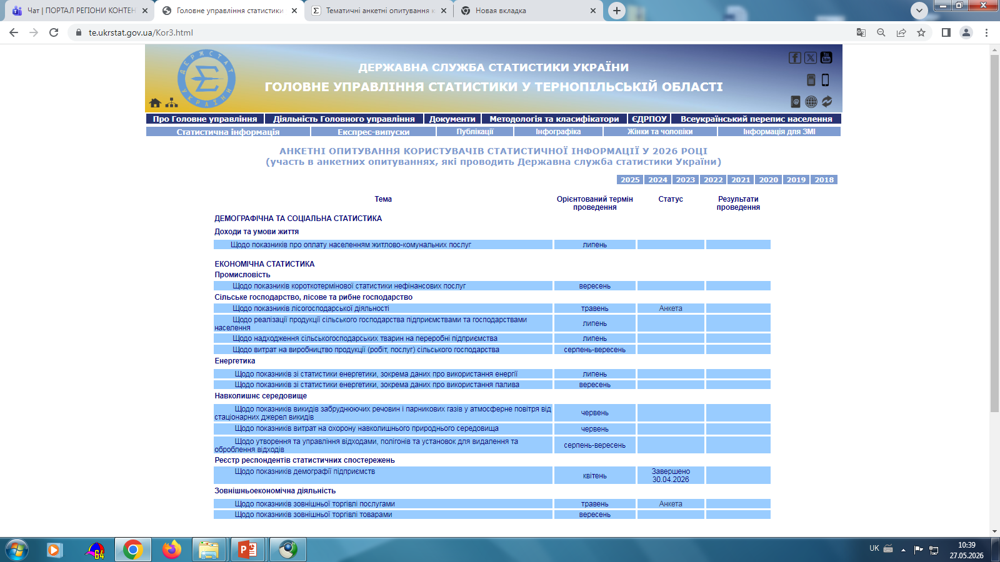 Чат | ПОРТАЛ РЕГІОНИ КОНТЕН
Головне управління статистики
Тематичні анкетні опитування к
Новая вкладка
te.ukrstat.gov.ua/Kor3.html
ДЕРЖСТАТ УКРАЇНИ
ДЕРЖАВНА СЛУЖБА СТАТИСТИКИ УКРАЇНИ
ГОЛОВНЕ УПРАВЛІННЯ СТАТИСТИКИ У ТЕРНОПІЛЬСЬКІЙ ОБЛАСТІ
Про Головне управління Діяльність Головного управління Документи Методологія та класифікатори ЄДРПОУ Всеукраїнський перепис населення
Статистична інформація Експрес-випуски Публікації Інфографіка Жінки та чоловіки Інформація для ЗМІ
АНКЕТНІ ОПИТУВАННЯ КОРИСТУВАЧІВ СТАТИСТИЧНОЇ ІНФОРМАЦІЇ У 2026 РОЦІ
(участь в анкетних опитуваннях, які проводить Державна служба статистики України)
2025 2024 2023 2022 2021 2020 2019 2018
Тема Орієнтований термін Статус Результати
проведення проведення
ДЕМОГРАФІЧНА ТА СОЦІАЛЬНА СТАТИСТИКА
Доходи та умови життя
Щодо показників про оплату населенням житлово-комунальних послуг липень
ЕКОНОМІЧНА СТАТИСТИКА
Промисловість
Щодо показників короткотермінової статистики нефінансових послуг вересень
Сільське господарство, лісове та рибне господарство
Щодо показників лісогосподарської діяльності травень Анкета
Щодо реалізації продукції сільського господарства підприємствами та господарствами
населення липень
Щодо надходження сільськогосподарських тварин на переробні підприємства липень
Щодо витрат на виробництво продукції (робіт, послуг) сільського господарства серпень-вересень
Енергетика
Щодо показників зі статистики енергетики, зокрема даних про використання енергії липень
Щодо показників зі статистики енергетики, зокрема даних про використання палива вересень
Навколишнє середовище
Щодо показників викидів забруднюючих речовин і парникових газів у атмосферне повітря від
стаціонарних джерел викидів червень
Щодо показників витрат на охорону навколишнього природнього середовища червень
Щодо утворення та управління відходами, полігонів та установок для видалення та
оброблення відходів серпень-вересень
Реєстр респондентів статистичних спостережень
Щодо показників демографії підприємств квітень Завершено
30.04.2026
Зовнішньоекономічна діяльність
Щодо показників зовнішньої торгівлі послугами травень Анкета
Щодо показників зовнішньої торгівлі товарами вересень
64
UK
10:39
27.05.2026